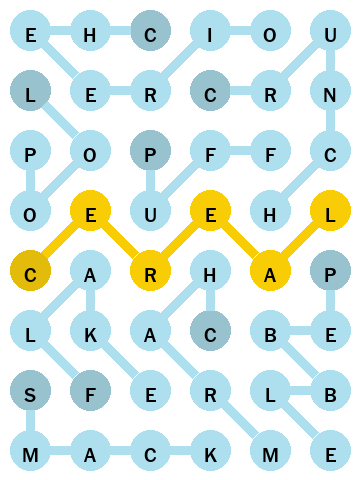 E H C I O U
L E R C R N
P O P F F C
O E U E H L
C A R H A P
L K A C B E
S F E R L B
M A C K M E